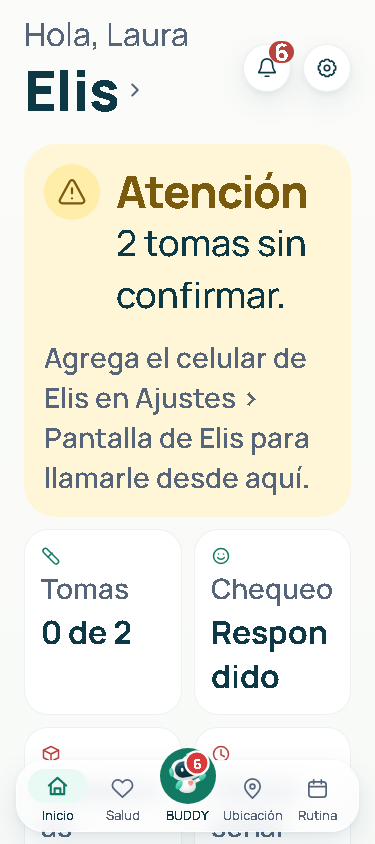 Hola, Laura
Elis ›
6
Atención
2 tomas sin
confirmar.
Agrega el celular de
Elis en Ajustes >
Pantalla de Elis para
llamarle desde aquí.
Tomas
0 de 2
Chequeo
Respon
dido
6
Inicio
Salud
BUDDY
Ubicación
Rutina